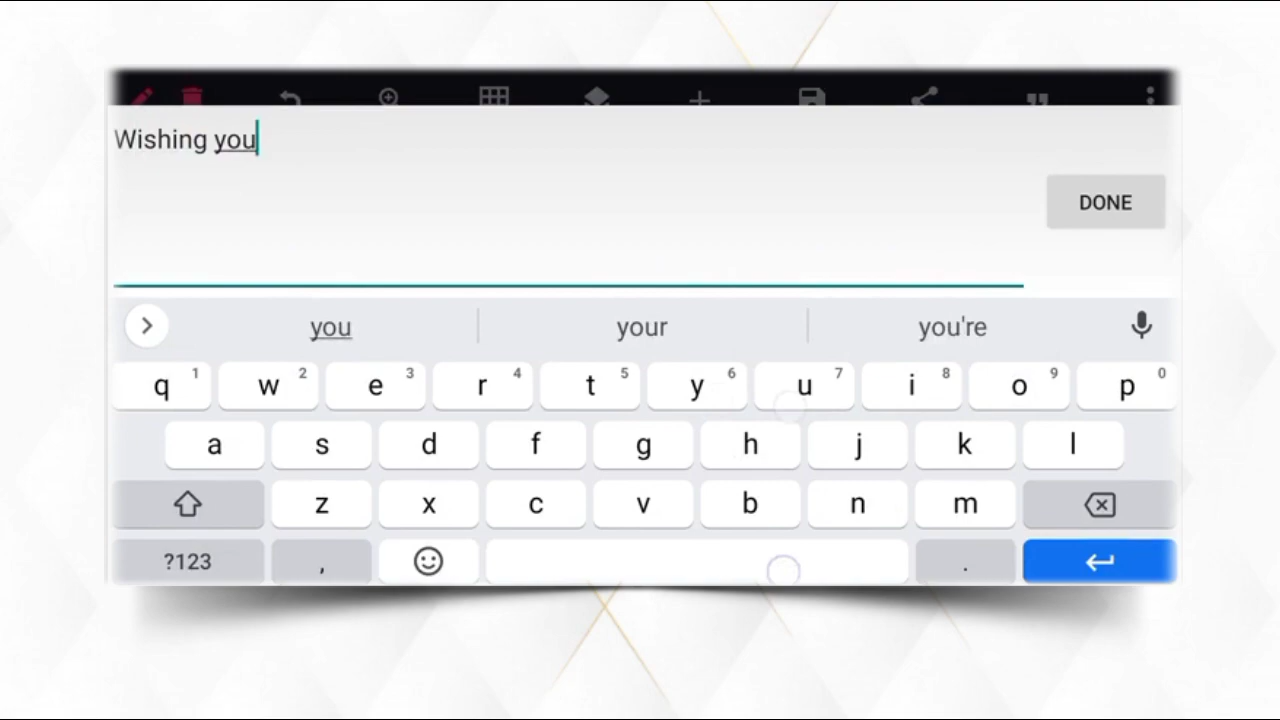 Wishing you
DONE
you your you're
q 1 w 2 e 3 r 4 t 5 y 6 u 7 i 8 o 9 p 0
a s d f g h j k l
z x c v b n m
?123 , .